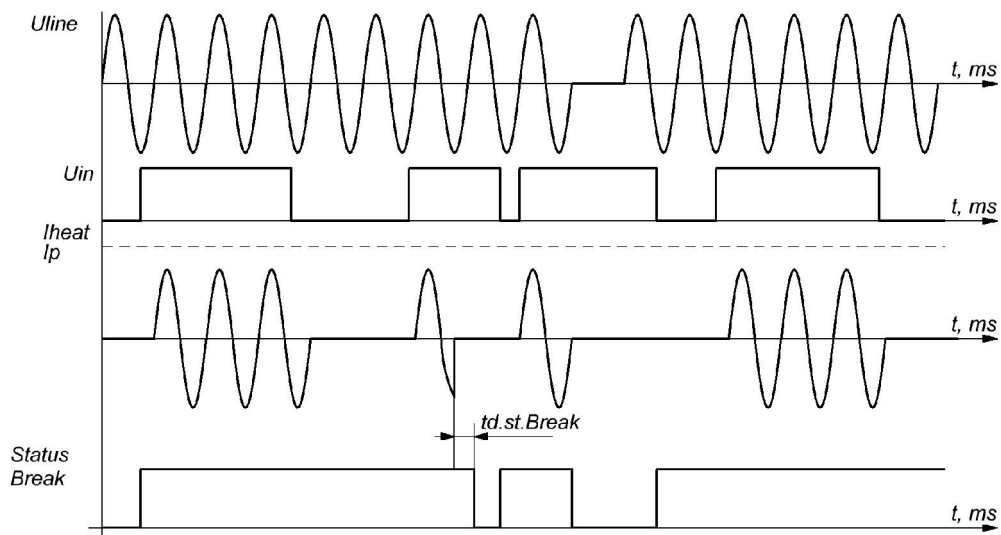 Uline
t, ms
Uin
t, ms
Iheat
Ip
t, ms
td.st.Break
Status
Break
t, ms